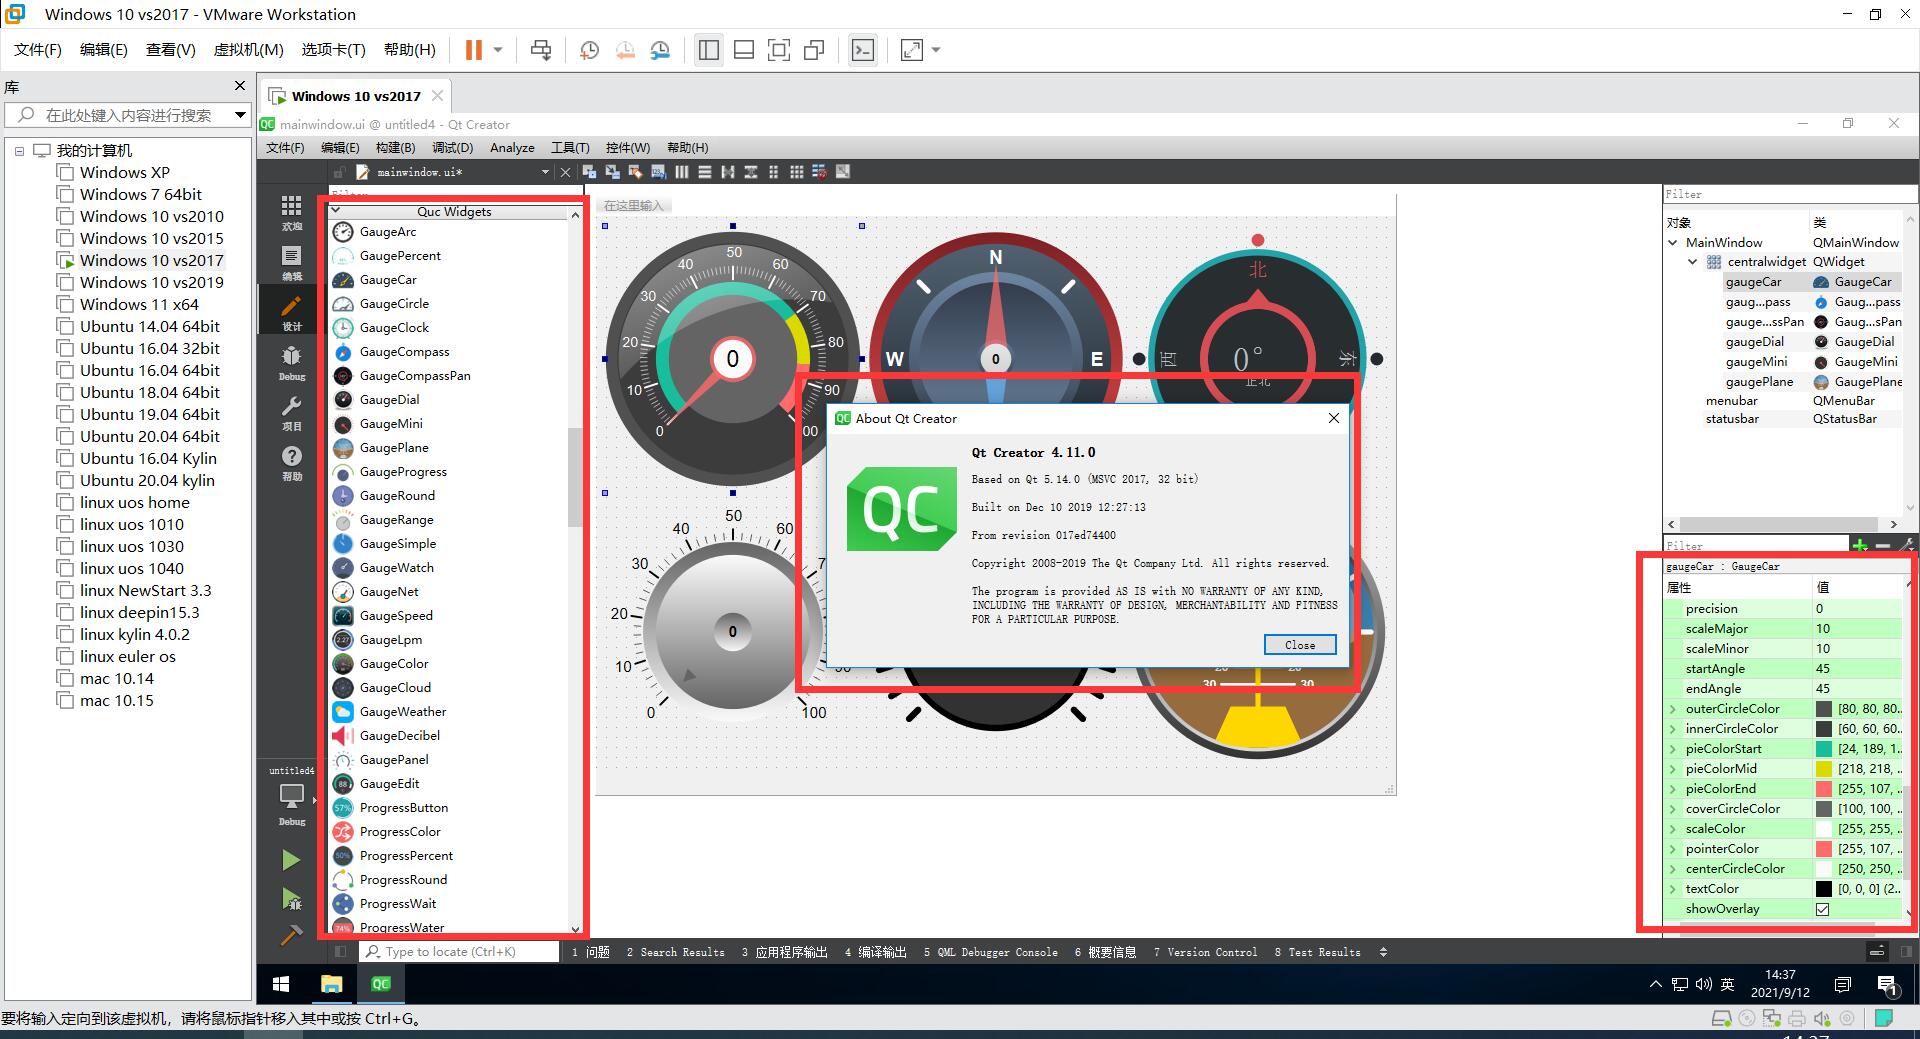 Windows 10 vs2017 - VMware Workstation
文件(F) 编辑(E) 查看(V) 虚拟机(M) 选项卡(T) 帮助(H)
库
在此处键入内容进行搜索
我的计算机
Windows XP
Windows 7 64bit
Windows 10 vs2010
Windows 10 vs2015
Windows 10 vs2017
Windows 10 vs2019
Windows 11 x64
Ubuntu 14.04 64bit
Ubuntu 16.04 32bit
Ubuntu 16.04 64bit
Ubuntu 18.04 64bit
Ubuntu 19.04 64bit
Ubuntu 20.04 64bit
Ubuntu 16.04 Kylin
Ubuntu 20.04 kylin
linux uos home
linux uos 1010
linux uos 1030
linux uos 1040
linux NewStart 3.3
linux deepin15.3
linux kylin 4.0.2
linux euler os
mac 10.14
mac 10.15
Windows 10 vs2017
QC mainwindow.ui @ untitled4 - Qt Creator
文件(F) 编辑(E) 构建(B) 调试(D) Analyze 工具(T) 控件(W) 帮助(H)
mainwindow.ui*
欢迎
编辑
设计
Debug
项目
帮助
untitled4
Debug
Filter
Quc Widgets
GaugeArc
GaugePercent
GaugeCar
GaugeCircle
GaugeClock
GaugeCompass
GaugeCompassPan
GaugeDial
GaugeMini
GaugePlane
GaugeProgress
GaugeRound
GaugeRange
GaugeSimple
GaugeWatch
GaugeNet
GaugeSpeed
GaugeLpm
GaugeColor
GaugeCloud
GaugeWeather
GaugeDecibel
GaugePanel
GaugeEdit
57% ProgressButton
ProgressColor
50% ProgressPercent
ProgressRound
ProgressWait
74% ProgressWater
在这里输入
0 10 20 30 40 50 60 70 80 90 00
0
N
W 0 E
北
西 0° 东
正北
0 10 20 30 40 50 60 7 90 100
0
30 30
QC About Qt Creator
QC
Qt Creator 4.11.0
Based on Qt 5.14.0 (MSVC 2017, 32 bit)
Built on Dec 10 2019 12:27:13
From revision 017ed74400
Copyright 2008-2019 The Qt Company Ltd. All rights reserved.
The program is provided AS IS with NO WARRANTY OF ANY KIND,
INCLUDING THE WARRANTY OF DESIGN, MERCHANTABILITY AND FITNESS
FOR A PARTICULAR PURPOSE.
Close
Filter
对象 类
MainWindow QMainWindow
centralwidget QWidget
gaugeCar GaugeCar
gaug...pass Gaug...pass
gauge...ssPan Gaug...sPan
gaugeDial GaugeDial
gaugeMini GaugeMini
gaugePlane GaugePlane
menubar QMenuBar
statusbar QStatusBar
Filter
gaugeCar : GaugeCar
属性 值
precision 0
scaleMajor 10
scaleMinor 10
startAngle 45
endAngle 45
outerCircleColor [80, 80, 80...
innerCircleColor [60, 60, 60...
pieColorStart [24, 189, 1...
pieColorMid [218, 218, ...
pieColorEnd [255, 107, ...
coverCircleColor [100, 100, ...
scaleColor [255, 255, ...
pointerColor [255, 107, ...
centerCircleColor [250, 250, ...
textColor [0, 0, 0] (2...
showOverlay
Type to locate (Ctrl+K) 1 问题 2 Search Results 3 应用程序输出 4 编译输出 5 QML Debugger Console 6 概要信息 7 Version Control 8 Test Results
QC
英
14:37
2021/9/12
1
要将输入定向到该虚拟机，请将鼠标指针移入其中或按 Ctrl+G。